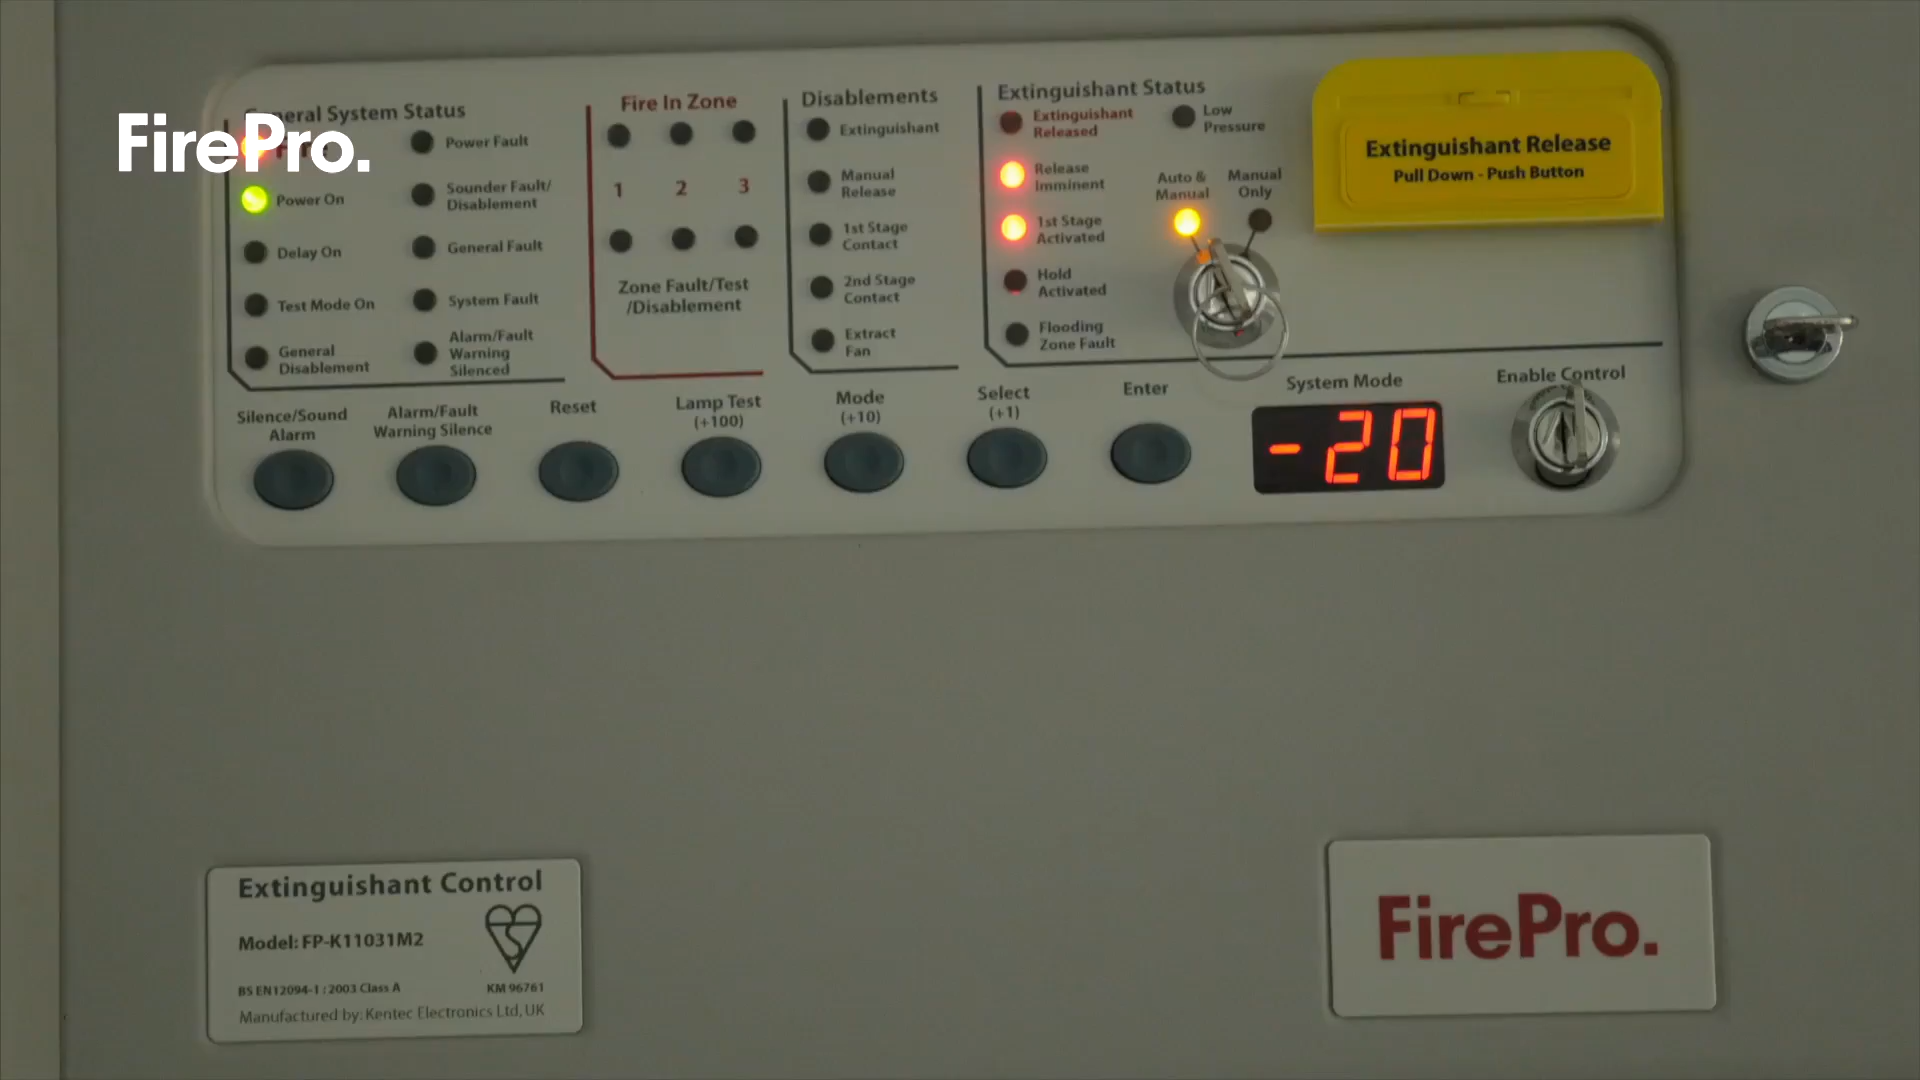 General System Status
FirePro.
Power On
Delay On
Test Mode On
General
Disablement
Power Fault
Sounder Fault/
Disablement
General Fault
System Fault
Alarm/Fault
Warning
Silenced
Fire In Zone
1 2 3
Zone Fault/Test
/Disablement
Disablements
Extinguishant
Manual
Release
1st Stage
Contact
2nd Stage
Contact
Extract
Fan
Extinguishant Status
Extinguishant
Released
Release
Imminent
1st Stage
Activated
Hold
Activated
Flooding
Zone Fault
Low
Pressure
Auto &
Manual
Manual
Only
Extinguishant Release
Pull Down - Push Button
Silence/Sound
Alarm
Alarm/Fault
Warning Silence
Reset
Lamp Test
(+100)
Mode
(+10)
Select
(+1)
Enter
System Mode
-20
Enable Control
Extinguishant Control
Model: FP-K11031M2
BS EN12094-1 : 2003 Class A
KM 96761
Manufactured by: Kentec Electronics Ltd, UK
FirePro.